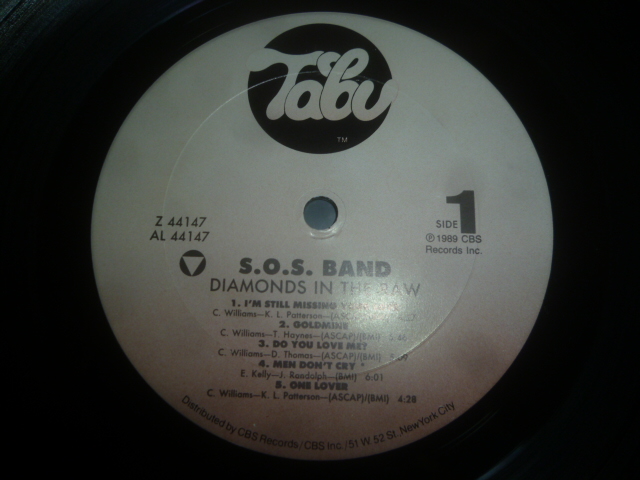 Tabu
TM
Z 44147
AL 44147
SIDE 1
℗ 1989 CBS
Records Inc.
S.O.S. BAND
DIAMONDS IN THE RAW
1. I'M STILL MISSING
C. Williams—K. L. Patterson—(ASCAP)/(BMI)
2. GOLDMINE
C. Williams—T. Haynes—(ASCAP)/(BMI)
3. DO YOU LOVE ME?
C. Williams—D. Thomas—(ASCAP)/(BMI)
4. MEN DON'T CRY *
E. Kelly—J. Randolph—(BMI) 6:01
5. ONE LOVER
C. Williams—K. L. Patterson—(ASCAP)/(BMI) 4:28
Distributed by CBS Records/CBS Inc./51 W. 52 St., New York City